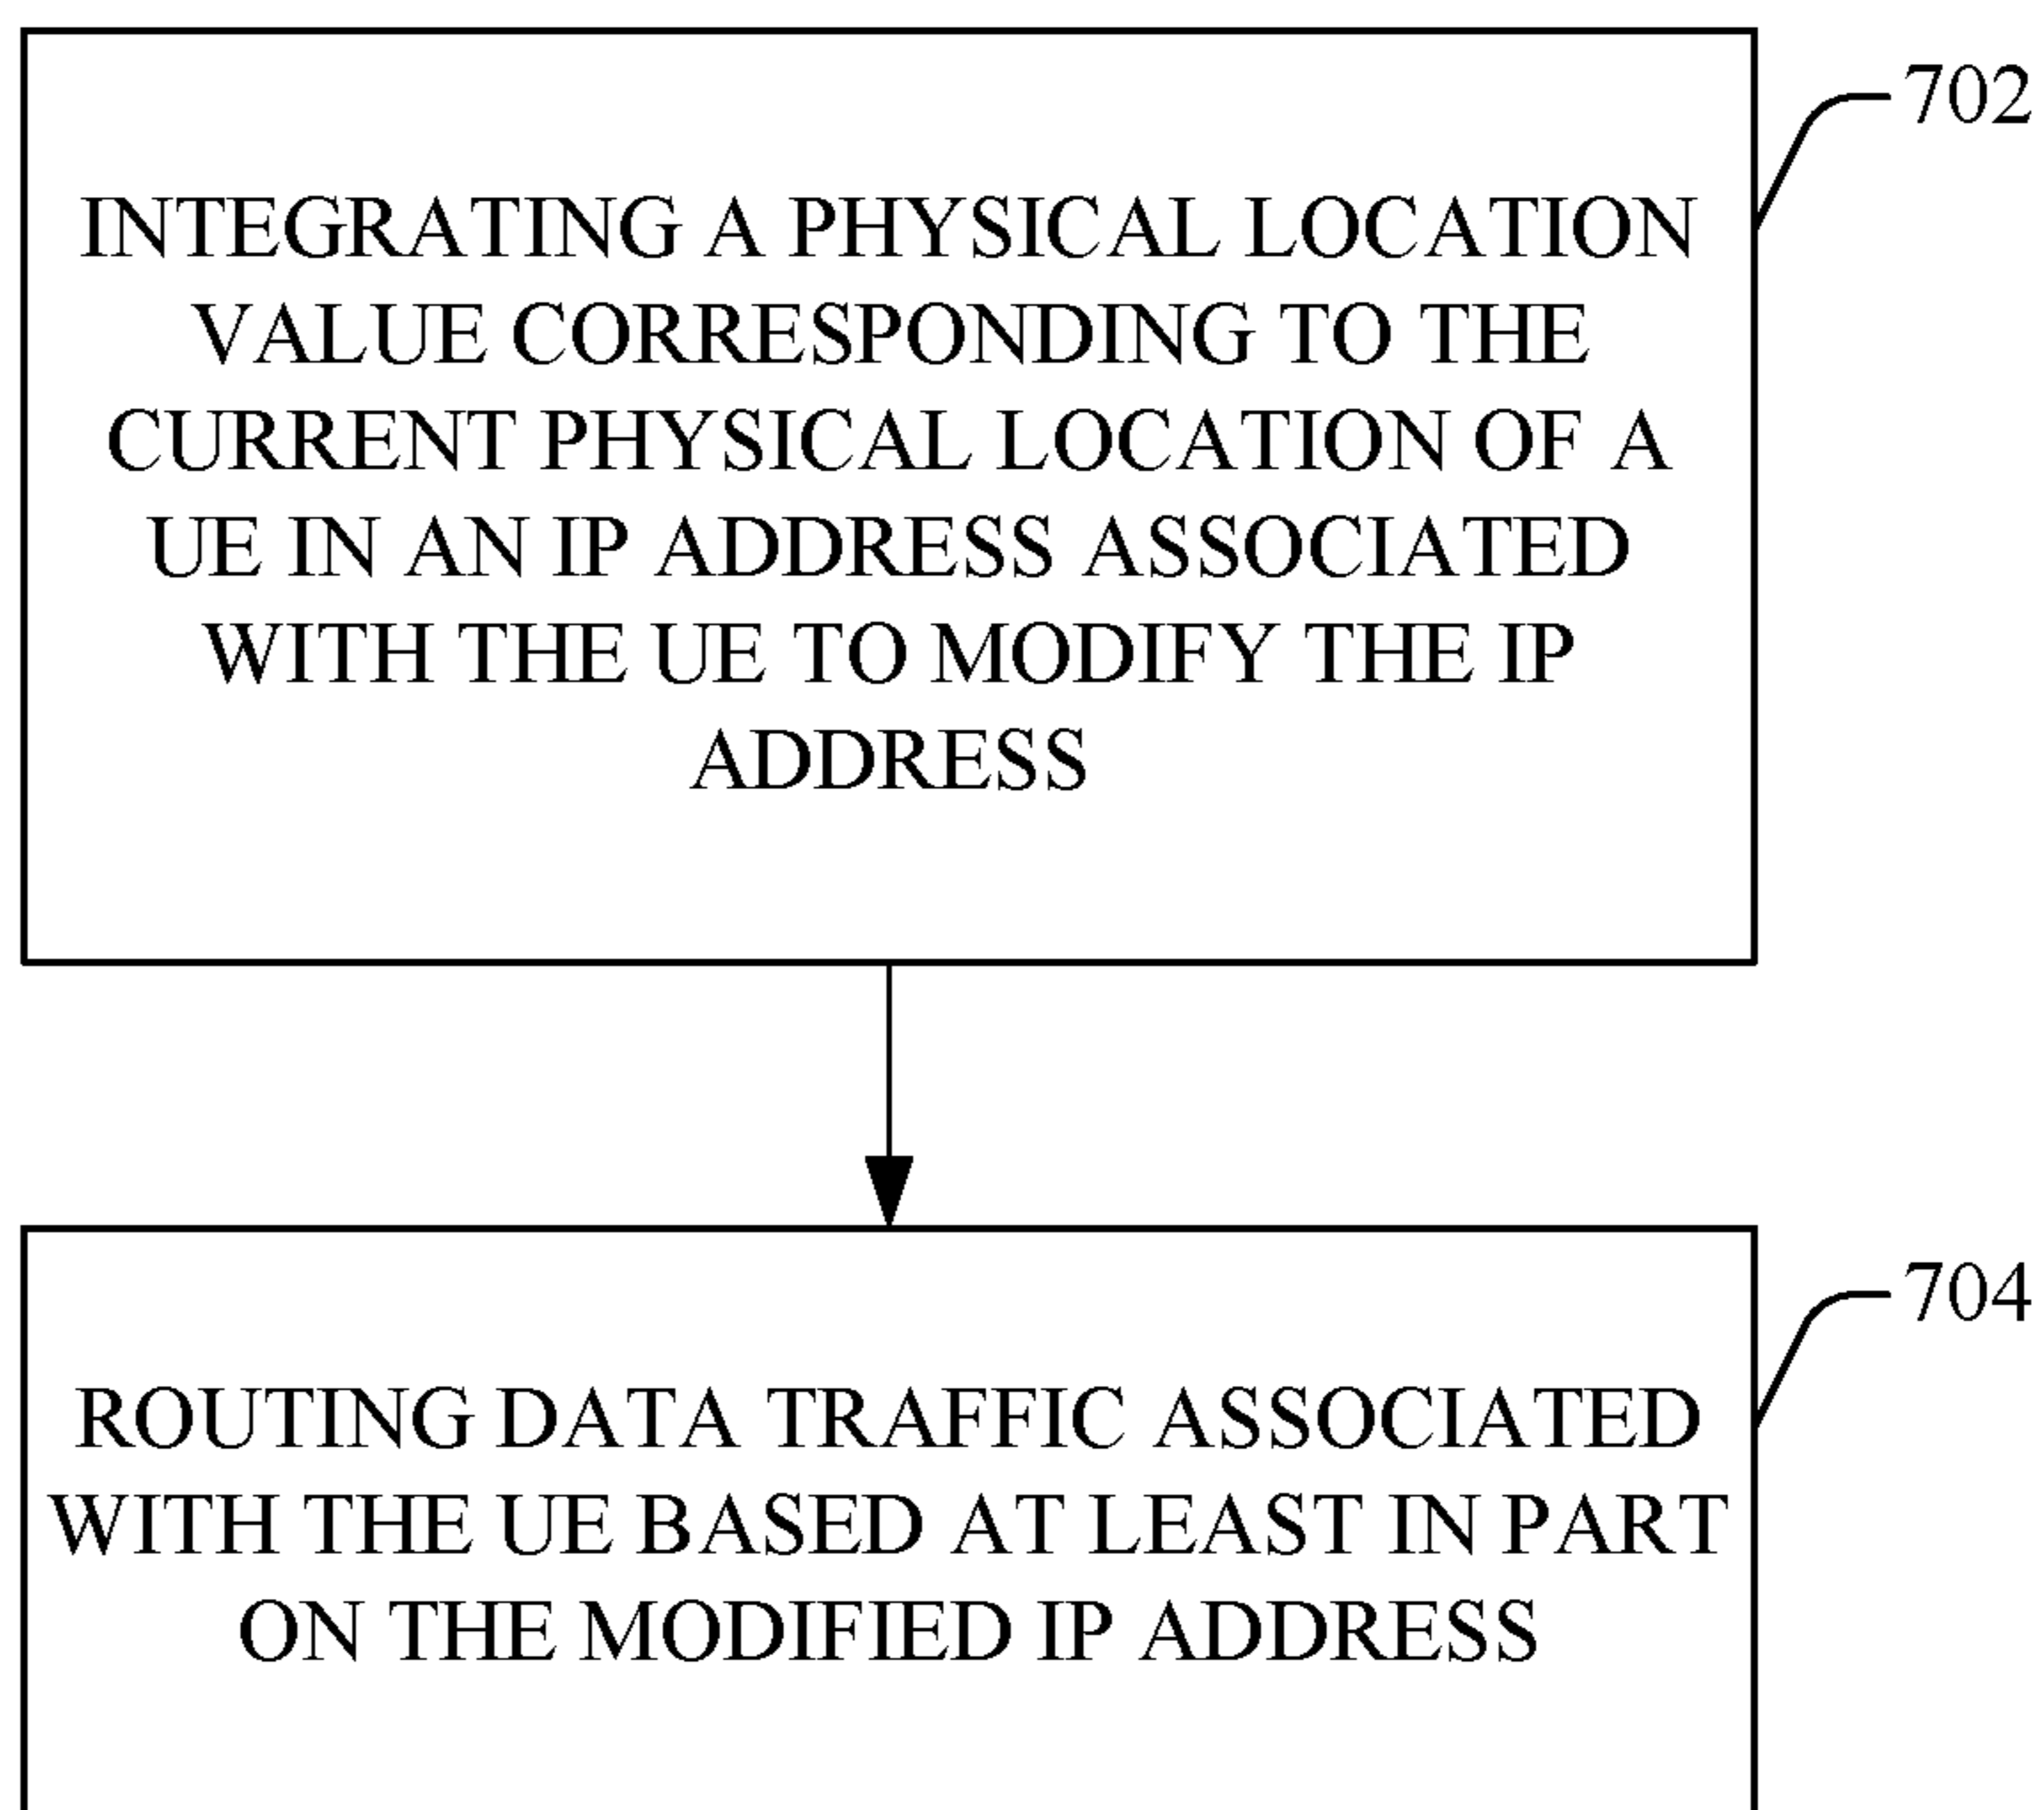 702
INTEGRATING A PHYSICAL LOCATION
VALUE CORRESPONDING TO THE
CURRENT PHYSICAL LOCATION OF A
UE IN AN IP ADDRESS ASSOCIATED
WITH THE UE TO MODIFY THE IP
ADDRESS
704
ROUTING DATA TRAFFIC ASSOCIATED
WITH THE UE BASED AT LEAST IN PART
ON THE MODIFIED IP ADDRESS